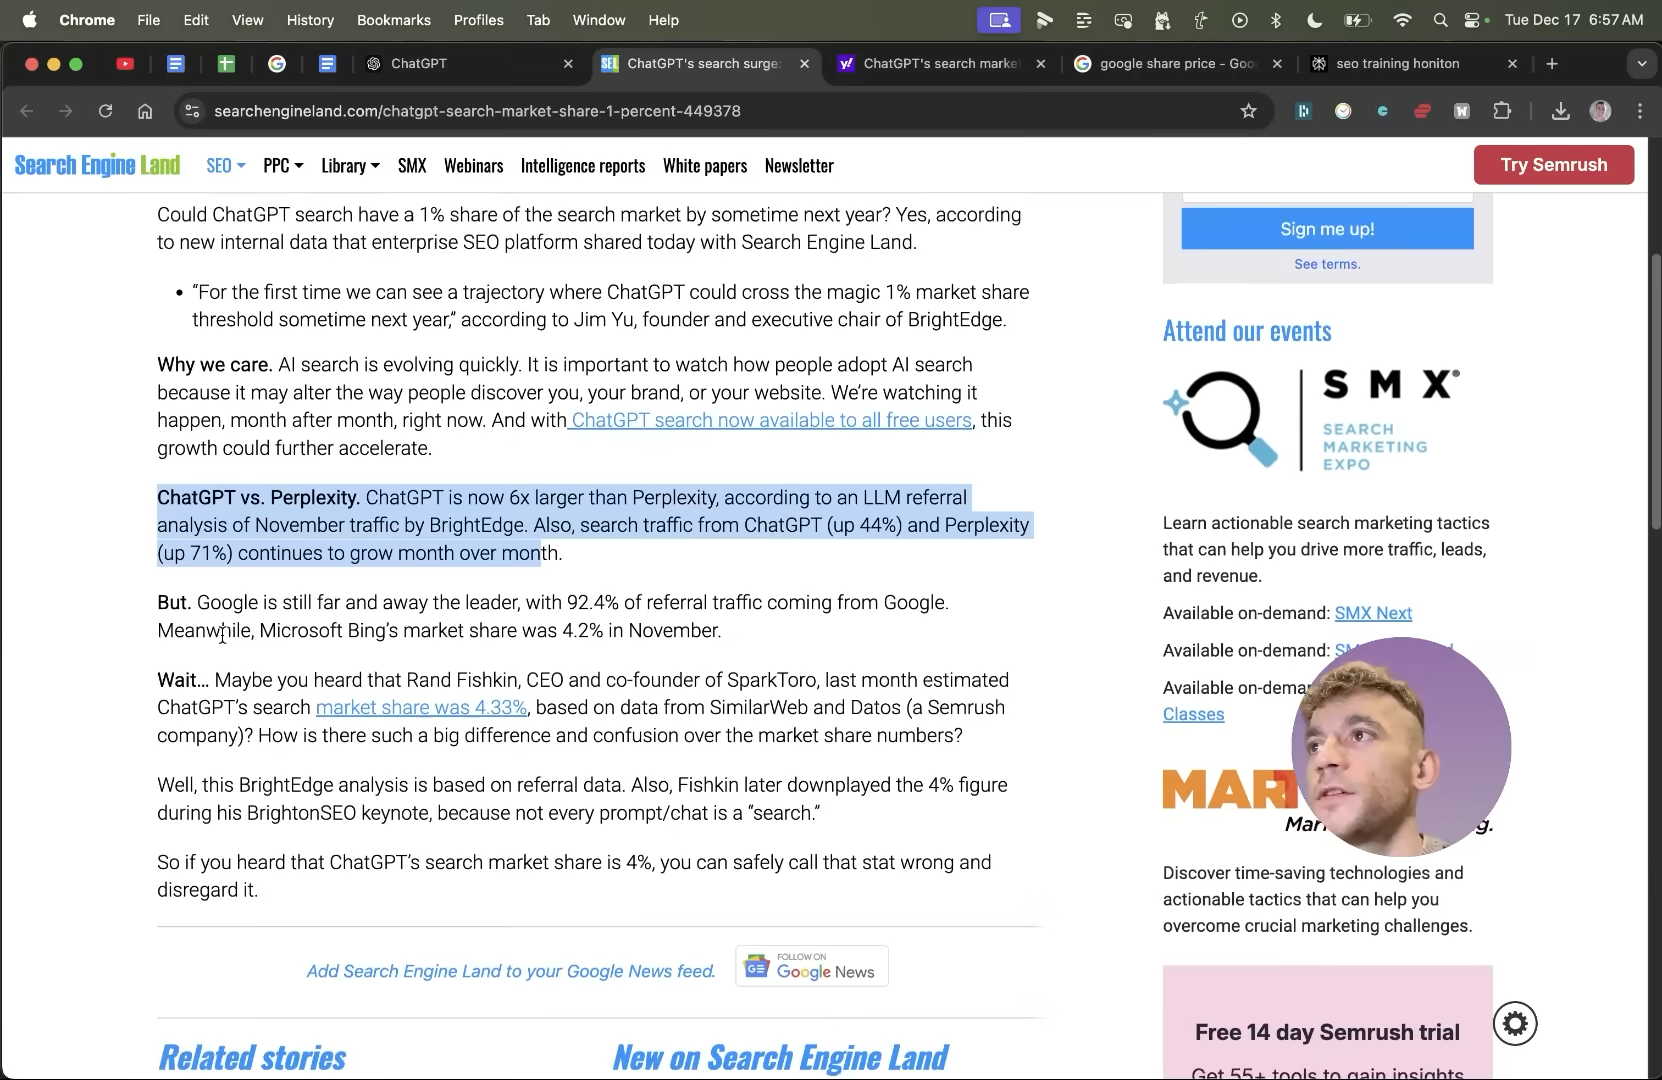 Chrome File Edit View History Bookmarks Profiles Tab Window Help Tue Dec 17 6:57 AM
ChatGPT ChatGPT's search surge: ChatGPT's search market google share price - Goo seo training honiton
searchengineland.com/chatgpt-search-market-share-1-percent-449378
Search Engine Land SEO PPC Library SMX Webinars Intelligence reports White papers Newsletter Try Semrush
Could ChatGPT search have a 1% share of the search market by sometime next year? Yes, according
to new internal data that enterprise SEO platform shared today with Search Engine Land.
• “For the first time we can see a trajectory where ChatGPT could cross the magic 1% market share
threshold sometime next year,” according to Jim Yu, founder and executive chair of BrightEdge.
Why we care. AI search is evolving quickly. It is important to watch how people adopt AI search
because it may alter the way people discover you, your brand, or your website. We’re watching it
happen, month after month, right now. And with ChatGPT search now available to all free users, this
growth could further accelerate.
ChatGPT vs. Perplexity. ChatGPT is now 6x larger than Perplexity, according to an LLM referral
analysis of November traffic by BrightEdge. Also, search traffic from ChatGPT (up 44%) and Perplexity
(up 71%) continues to grow month over month.
But. Google is still far and away the leader, with 92.4% of referral traffic coming from Google.
Meanwhile, Microsoft Bing’s market share was 4.2% in November.
Wait… Maybe you heard that Rand Fishkin, CEO and co-founder of SparkToro, last month estimated
ChatGPT’s search market share was 4.33%, based on data from SimilarWeb and Datos (a Semrush
company)? How is there such a big difference and confusion over the market share numbers?
Well, this BrightEdge analysis is based on referral data. Also, Fishkin later downplayed the 4% figure
during his BrightonSEO keynote, because not every prompt/chat is a “search.”
So if you heard that ChatGPT’s search market share is 4%, you can safely call that stat wrong and
disregard it.
Add Search Engine Land to your Google News feed.
FOLLOW ON
Google News
Related stories
New on Search Engine Land
Sign me up!
See terms.
Attend our events
SMX
SEARCH
MARKETING
EXPO
Learn actionable search marketing tactics
that can help you drive more traffic, leads,
and revenue.
Available on-demand: SMX Next
Available on-demand:
Classes
Discover time-saving technologies and
actionable tactics that can help you
overcome crucial marketing challenges.
Free 14 day Semrush trial
Get 55+ tools to gain insights